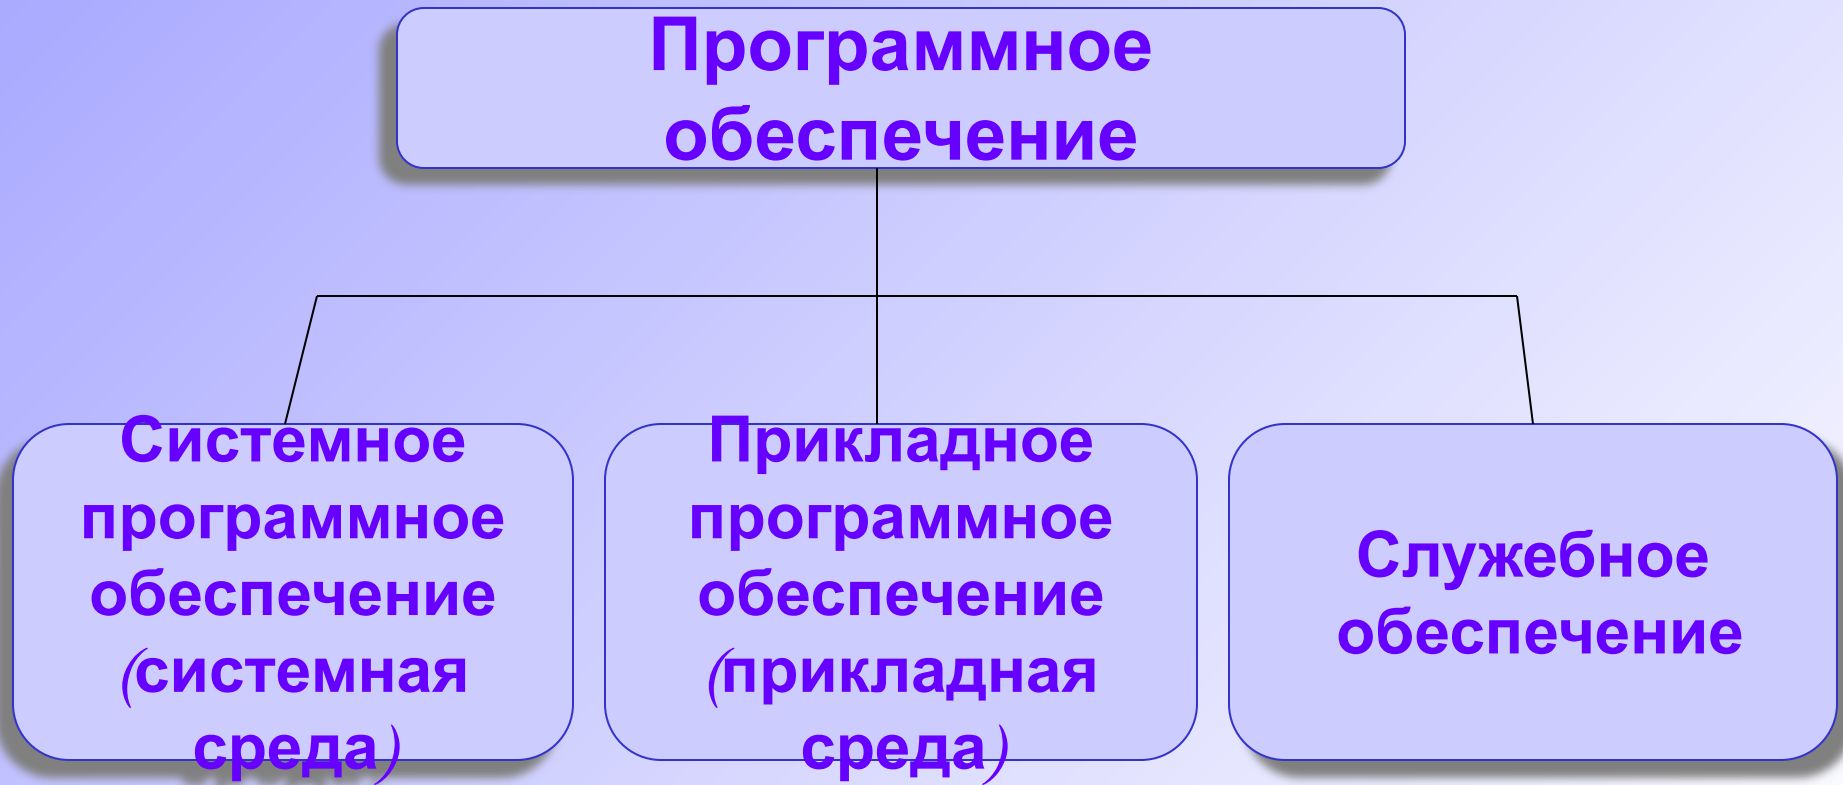 Программное
обеспечение
Системное
программное
обеспечение
(системная
среда)
Прикладное
программное
обеспечение
(прикладная
среда)
Служебное
обеспечение